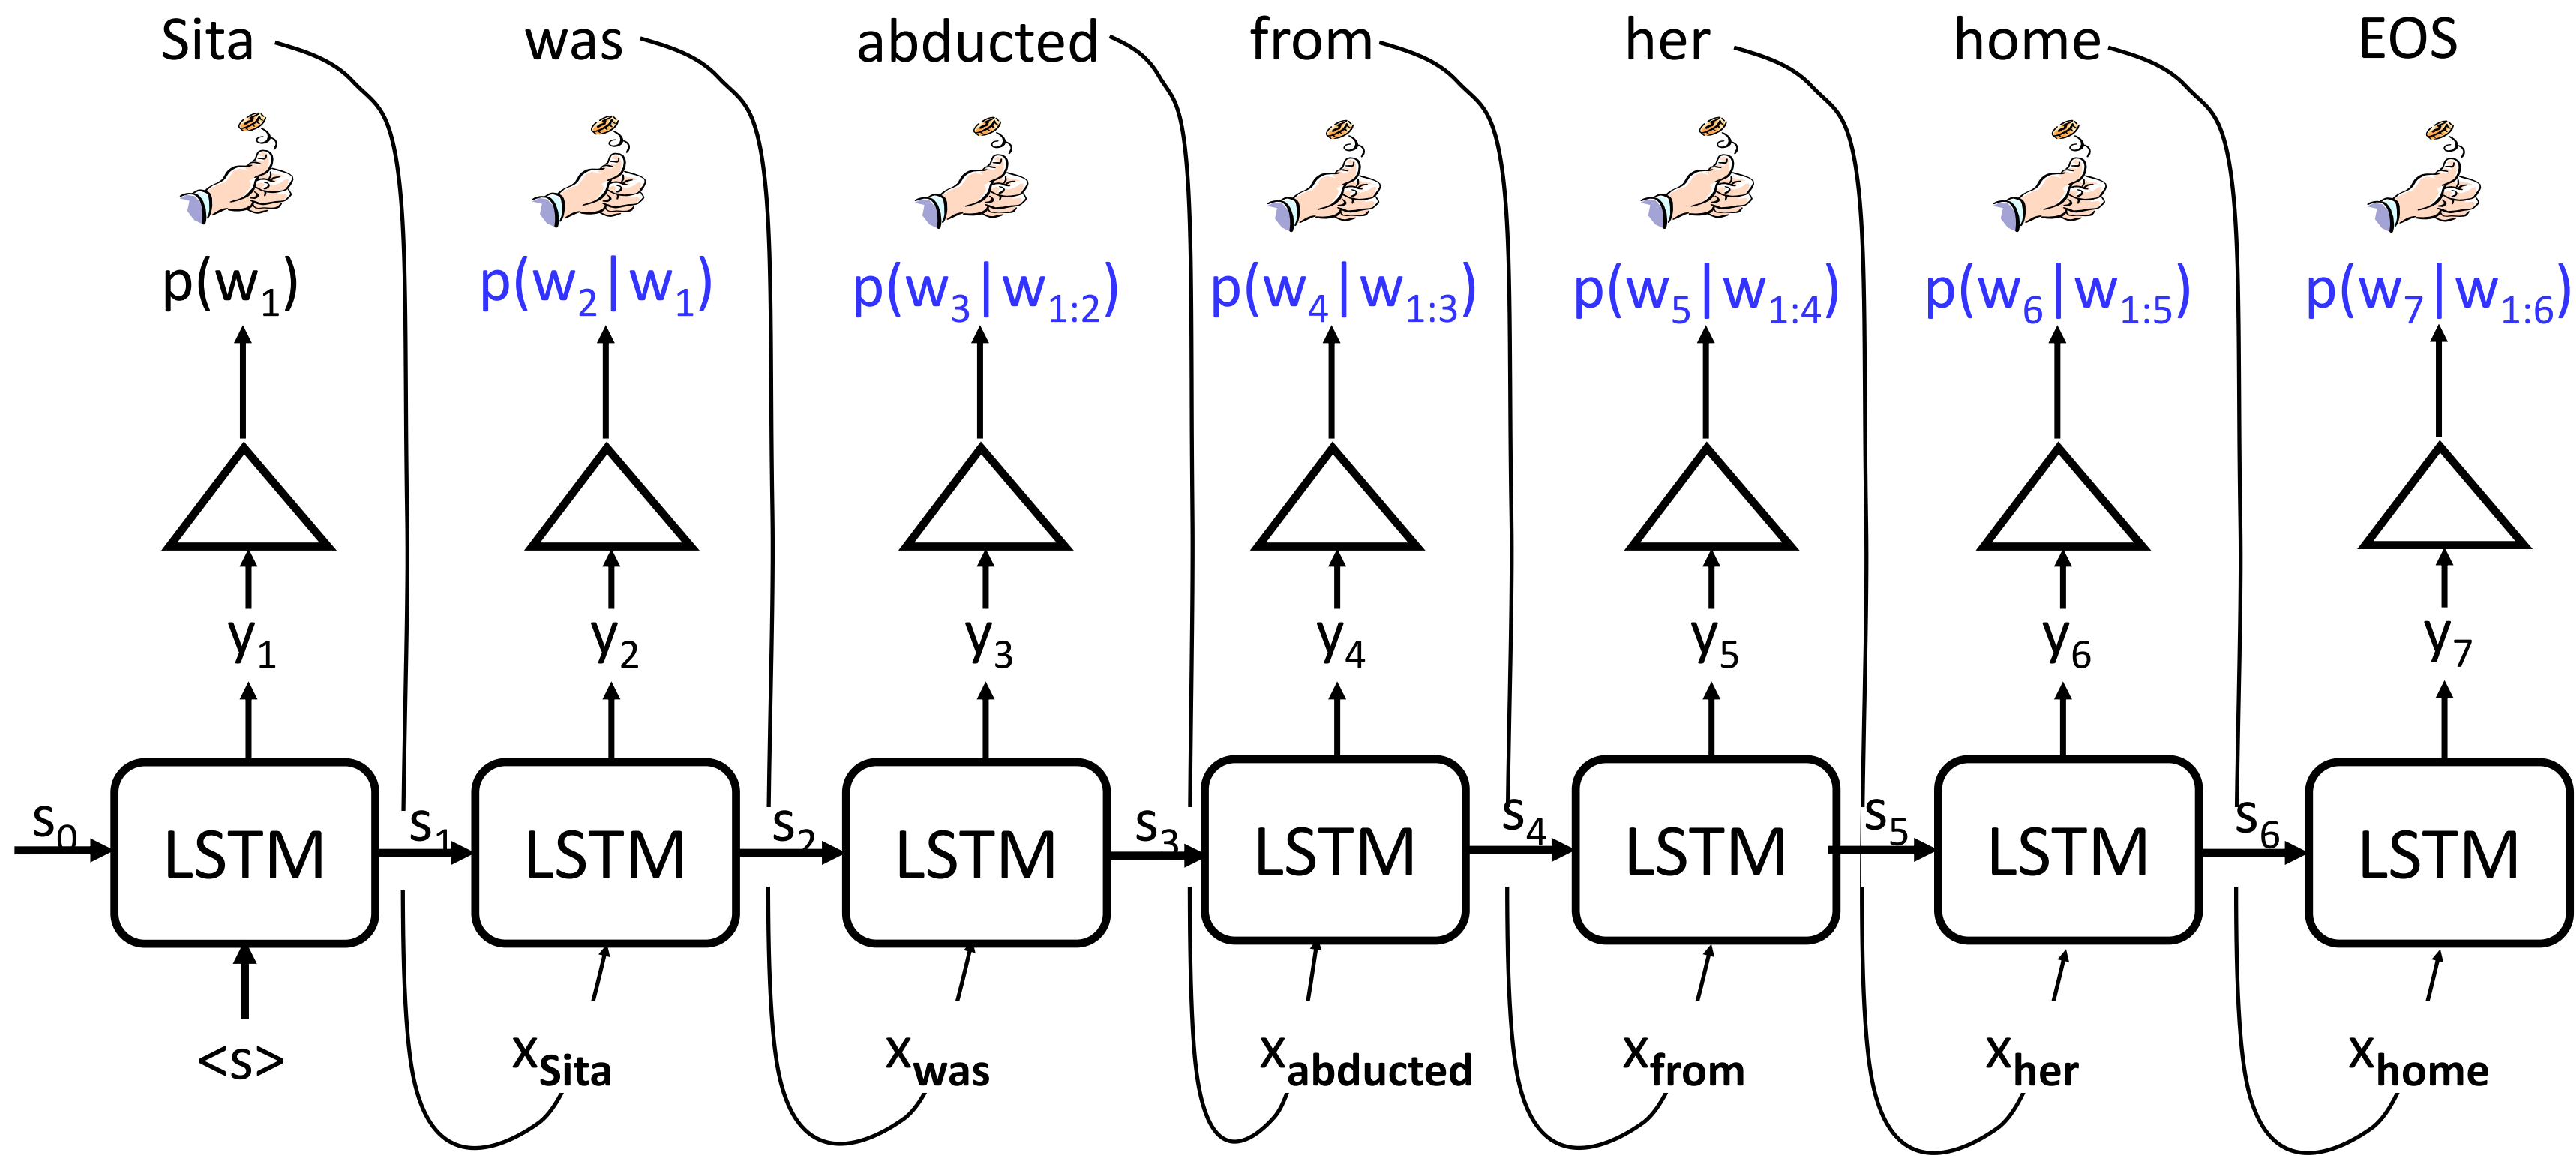 Sita was abducted from her home EOS
p(w₁) p(w₂|w₁) p(w₃|w₁:₂) p(w₄|w₁:₃) p(w₅|w₁:₄) p(w₆|w₁:₅) p(w₇|w₁:₆)
y₁ y₂ y₃ y₄ y₅ y₆ y₇
s₀ s₁ s₂ s₃ s₄ s₅ s₆
LSTM LSTM LSTM LSTM LSTM LSTM LSTM
<s> xSita xwas xabducted xfrom xher xhome